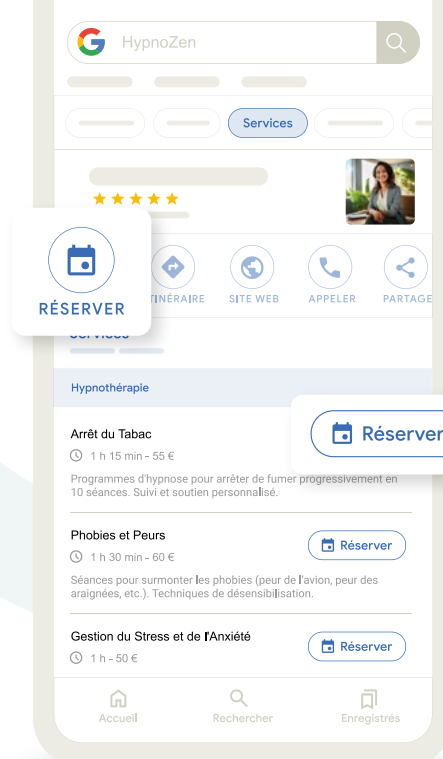 HypnoZen
Services
RÉSERVER
ITINÉRAIRE
SITE WEB
APPELER
PARTAGE
Services
Hypnothérapie
Arrêt du Tabac
Réserver
1 h 15 min - 55 €
Programmes d'hypnose pour arrêter de fumer progressivement en
10 séances. Suivi et soutien personnalisé.
Phobies et Peurs
1 h 30 min - 60 €
Réserver
Séances pour surmonter les phobies (peur de l'avion, peur des
araignées, etc.). Techniques de désensibilisation.
Gestion du Stress et de l'Anxiété
1 h - 50 €
Réserver
Accueil
Rechercher
Enregistrés